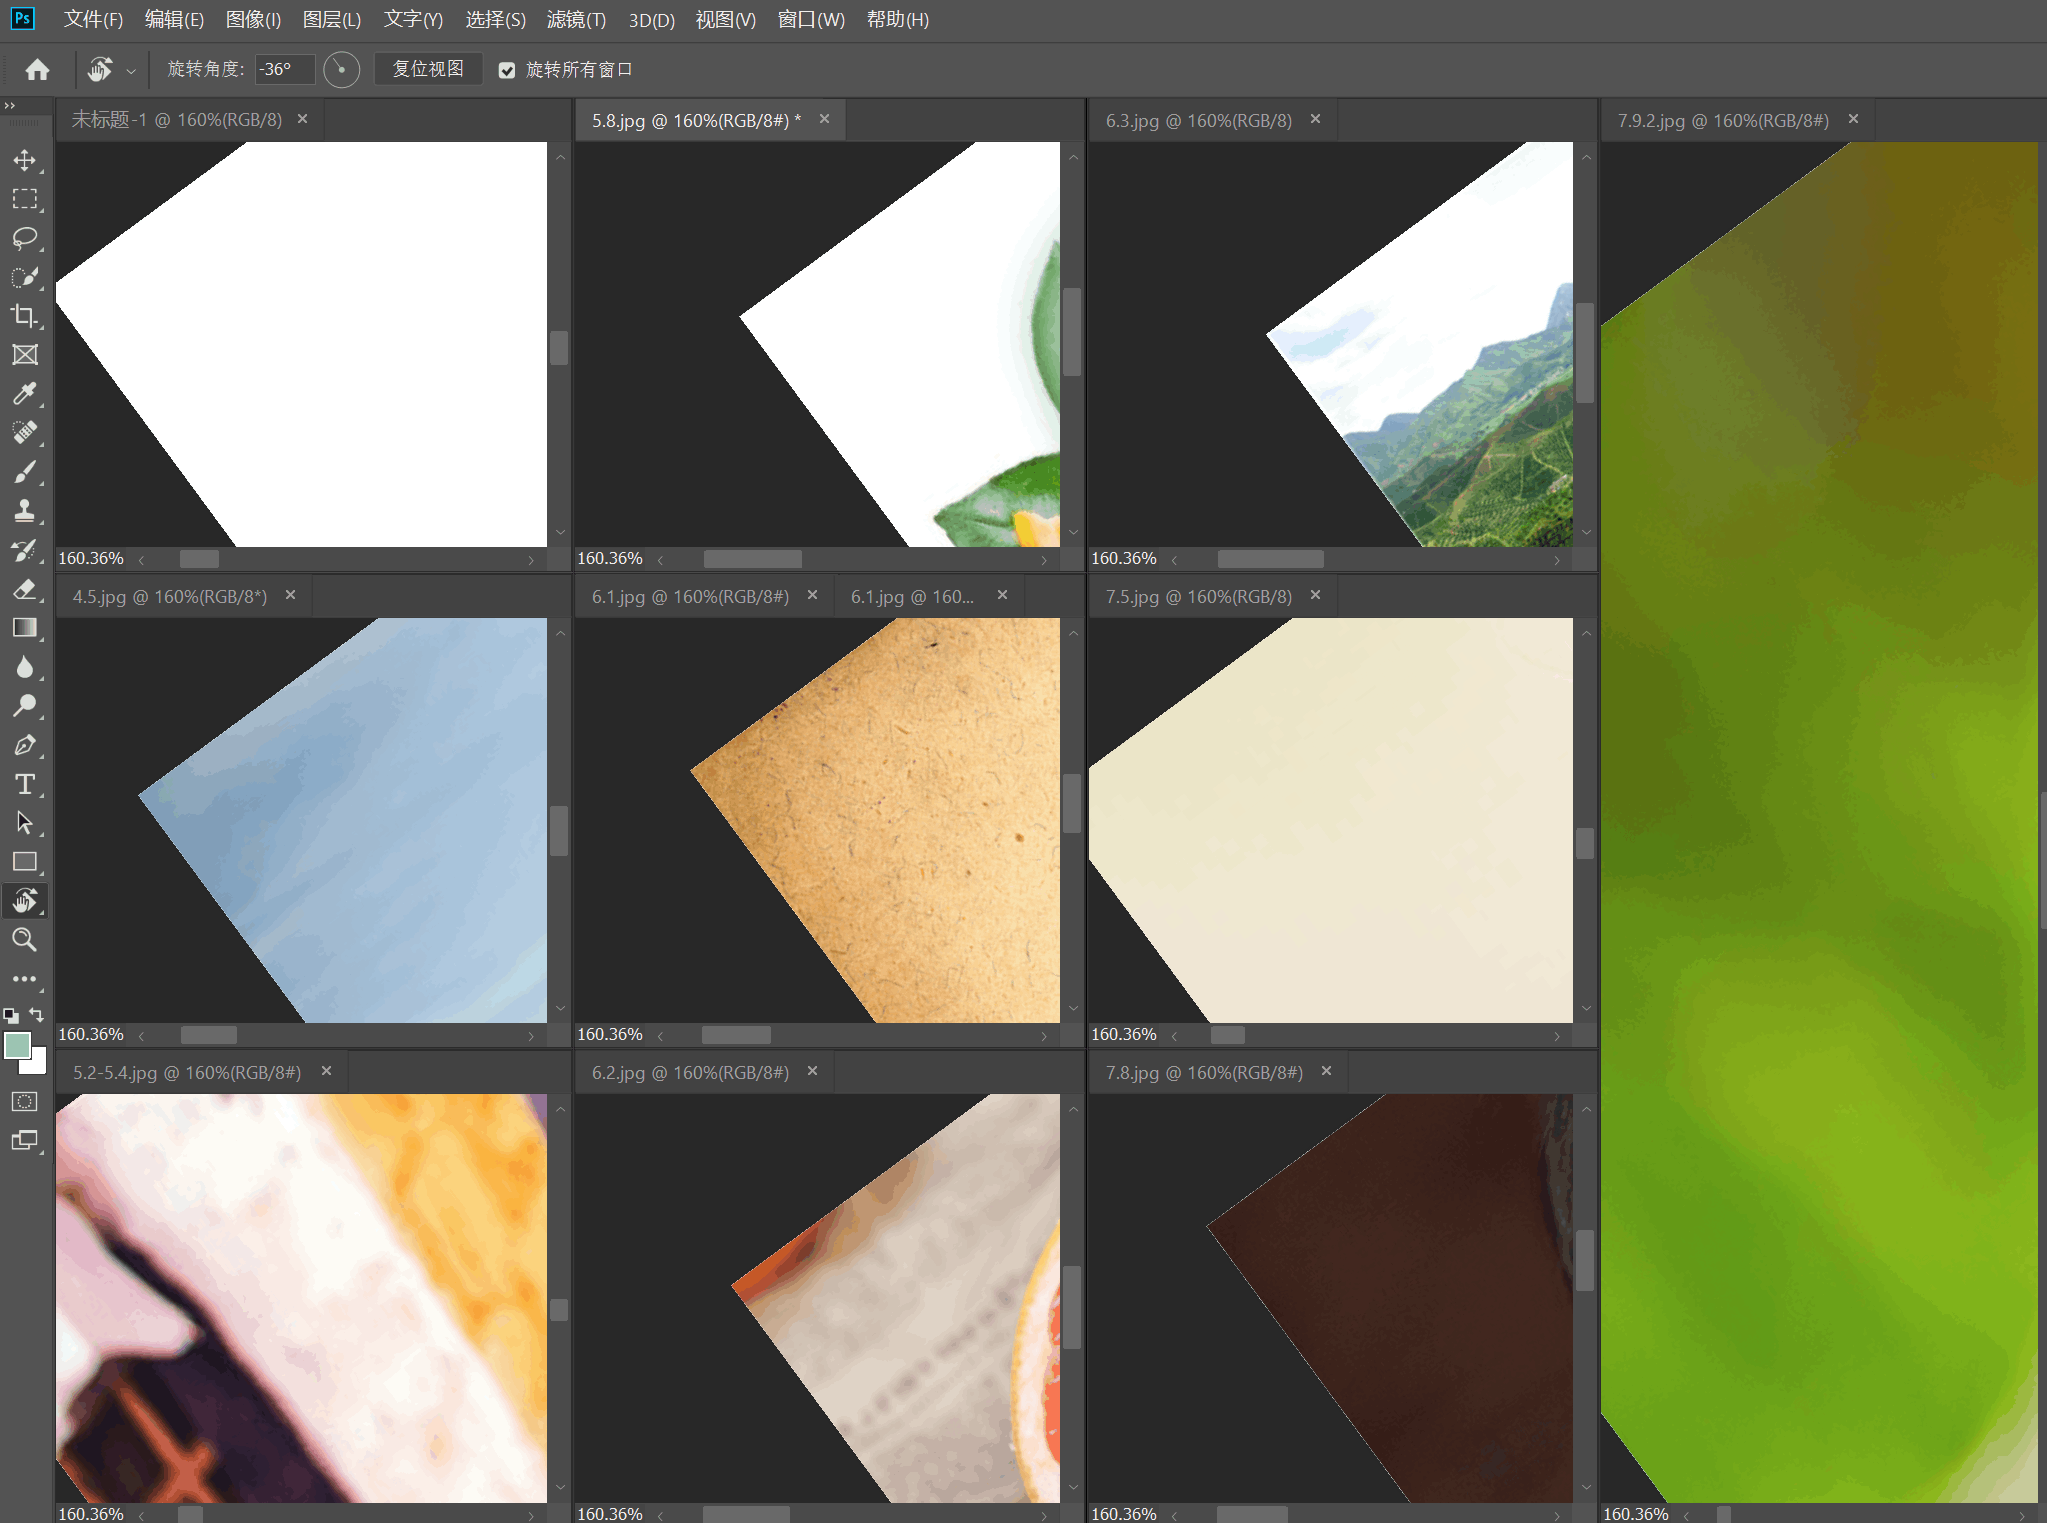 Ps 文件(F) 编辑(E) 图像(I) 图层(L) 文字(Y) 选择(S) 滤镜(T) 3D(D) 视图(V) 窗口(W) 帮助(H)
旋转角度: -36° 复位视图 旋转所有窗口
未标题-1 @ 160%(RGB/8) 5.8.jpg @ 160%(RGB/8#) * 6.3.jpg @ 160%(RGB/8) 7.9.2.jpg @ 160%(RGB/8#)
160.36% 160.36% 160.36%
4.5.jpg @ 160%(RGB/8*) 6.1.jpg @ 160%(RGB/8#) 6.1.jpg @ 160... 7.5.jpg @ 160%(RGB/8)
160.36% 160.36% 160.36%
5.2-5.4.jpg @ 160%(RGB/8#) 6.2.jpg @ 160%(RGB/8#) 7.8.jpg @ 160%(RGB/8#)
160.36% 160.36% 160.36% 160.36%